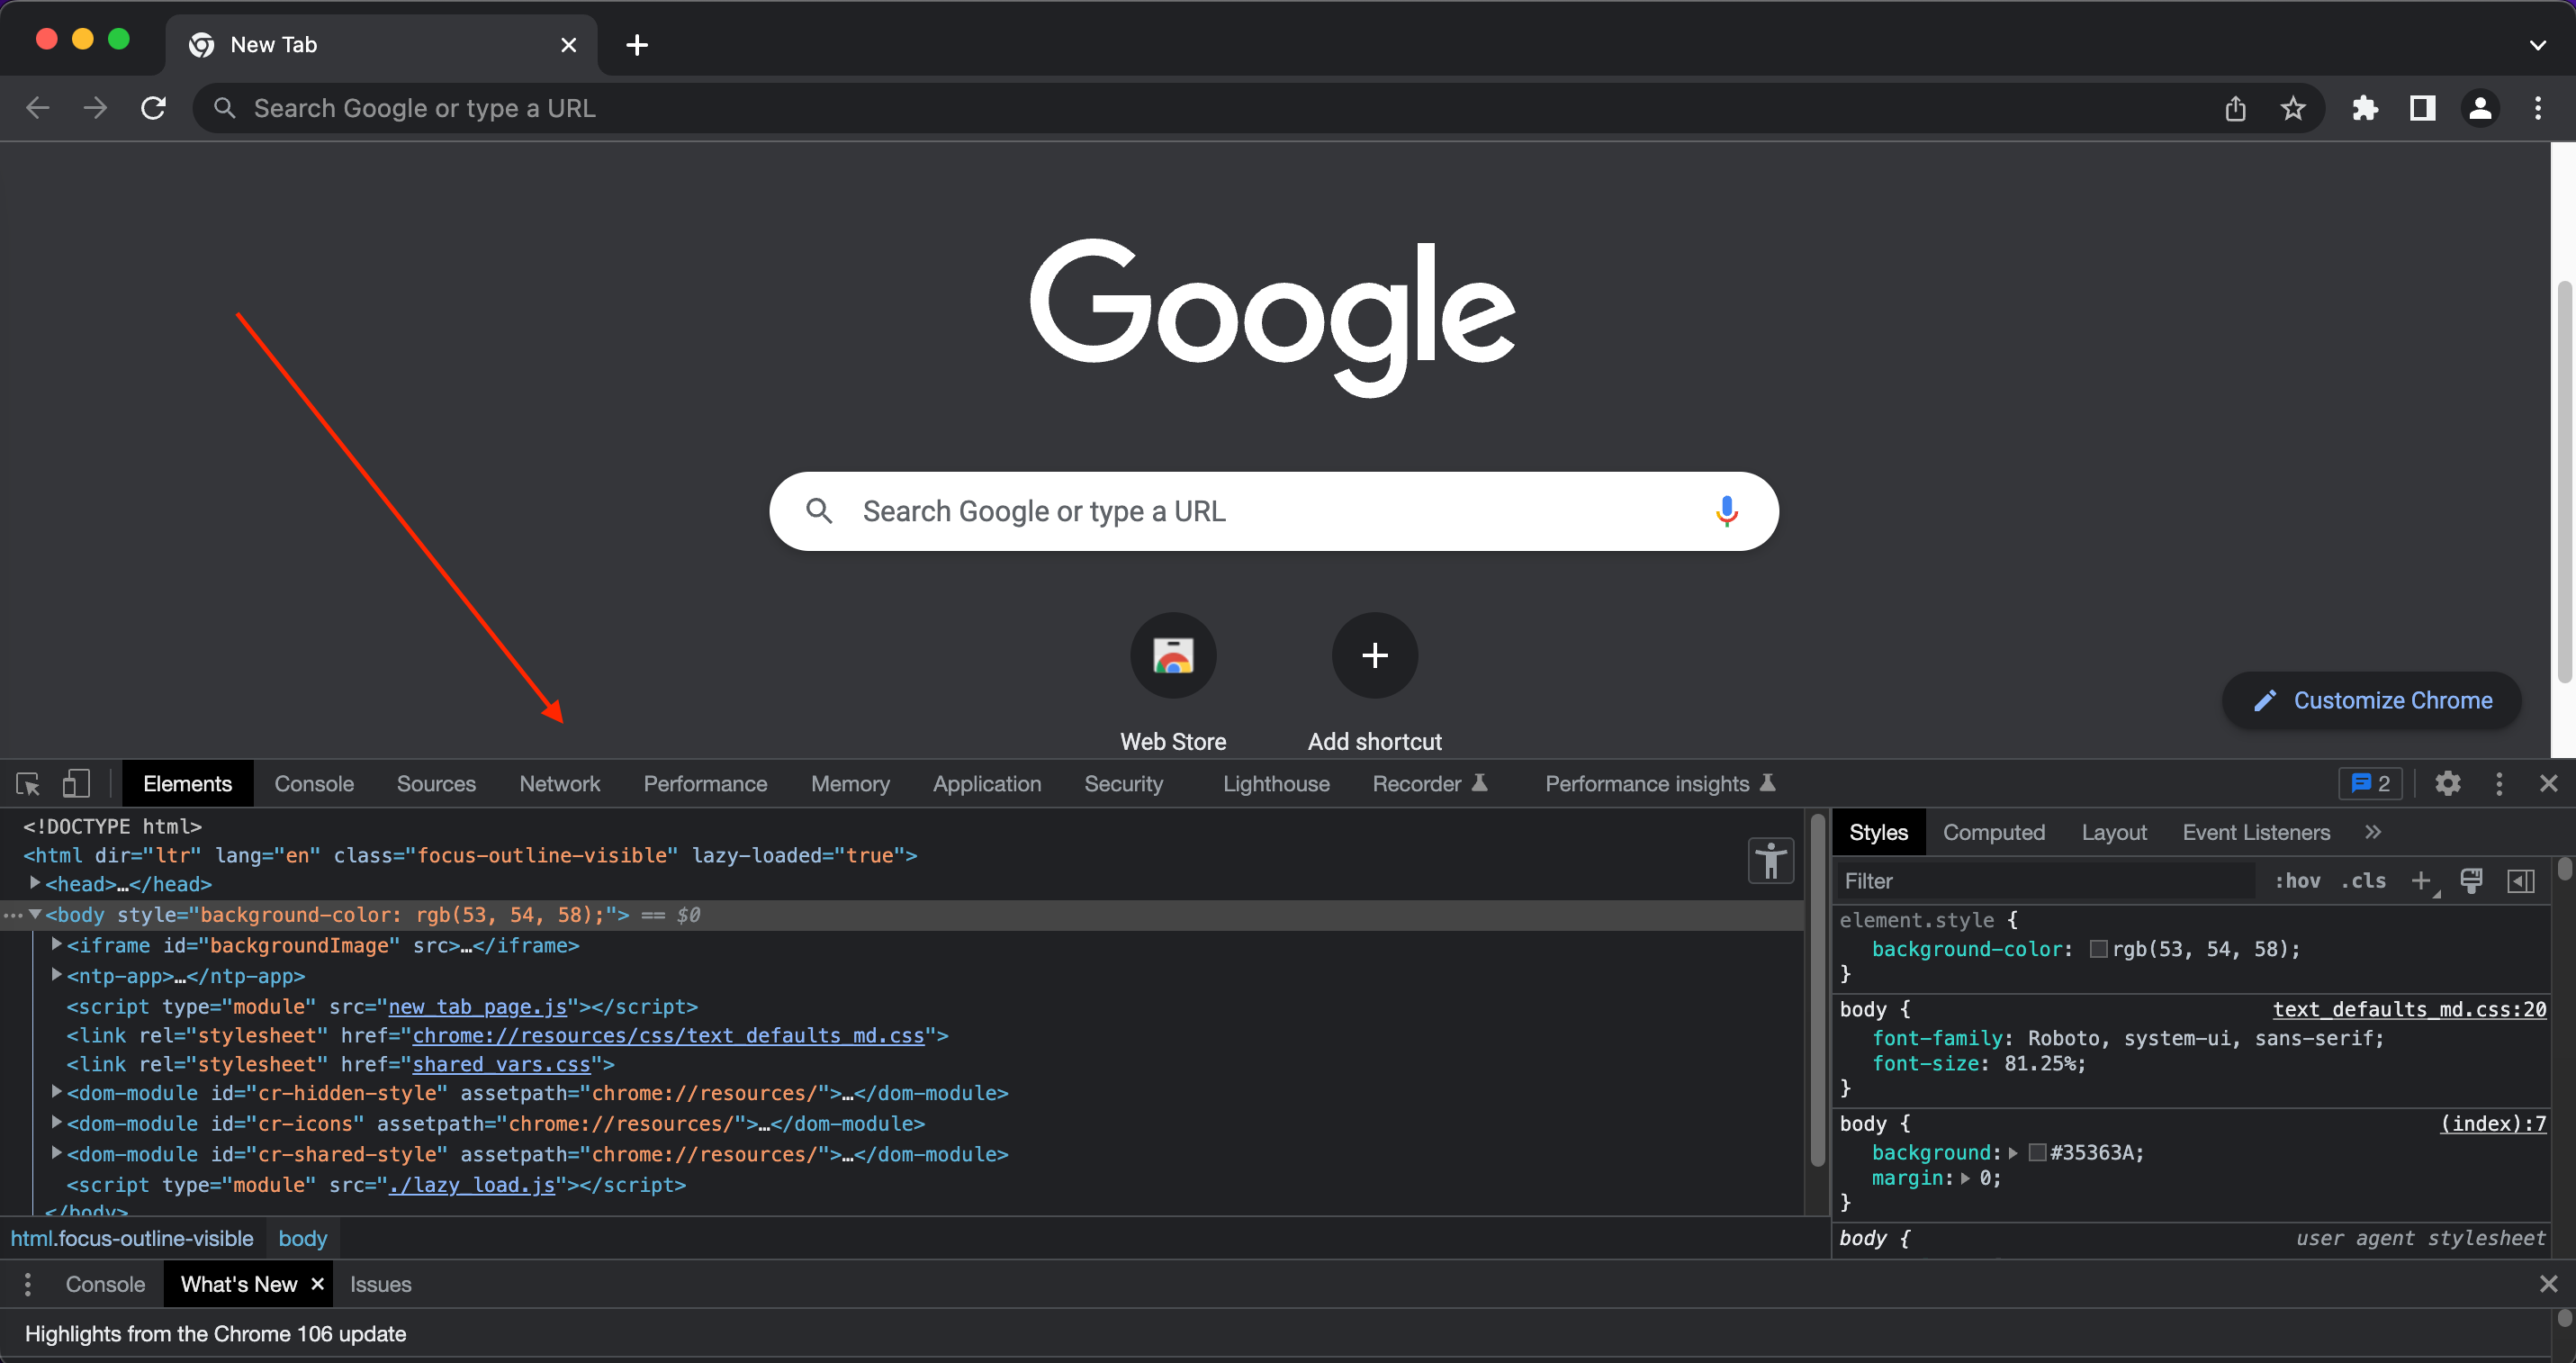 New Tab
Search Google or type a URL
Google
Search Google or type a URL
Web Store Add shortcut
Customize Chrome
Elements Console Sources Network Performance Memory Application Security Lighthouse Recorder Performance insights 2
<!DOCTYPE html>
<html dir="ltr" lang="en" class="focus-outline-visible" lazy-loaded="true">
<head>…</head>
<body style="background-color: rgb(53, 54, 58);"> == $0
<iframe id="backgroundImage" src>…</iframe>
<ntp-app>…</ntp-app>
<script type="module" src="new_tab_page.js"></script>
<link rel="stylesheet" href="chrome://resources/css/text_defaults_md.css">
<link rel="stylesheet" href="shared_vars.css">
<dom-module id="cr-hidden-style" assetpath="chrome://resources/">…</dom-module>
<dom-module id="cr-icons" assetpath="chrome://resources/">…</dom-module>
<dom-module id="cr-shared-style" assetpath="chrome://resources/">…</dom-module>
<script type="module" src="./lazy_load.js"></script>
</body>
html.focus-outline-visible body
Styles Computed Layout Event Listeners »
Filter :hov .cls +
element.style {
background-color: rgb(53, 54, 58);
}
body { text_defaults_md.css:20
font-family: Roboto, system-ui, sans-serif;
font-size: 81.25%;
}
body { (index):7
background: #35363A;
margin: 0;
}
body { user agent stylesheet
Console What's New Issues
Highlights from the Chrome 106 update